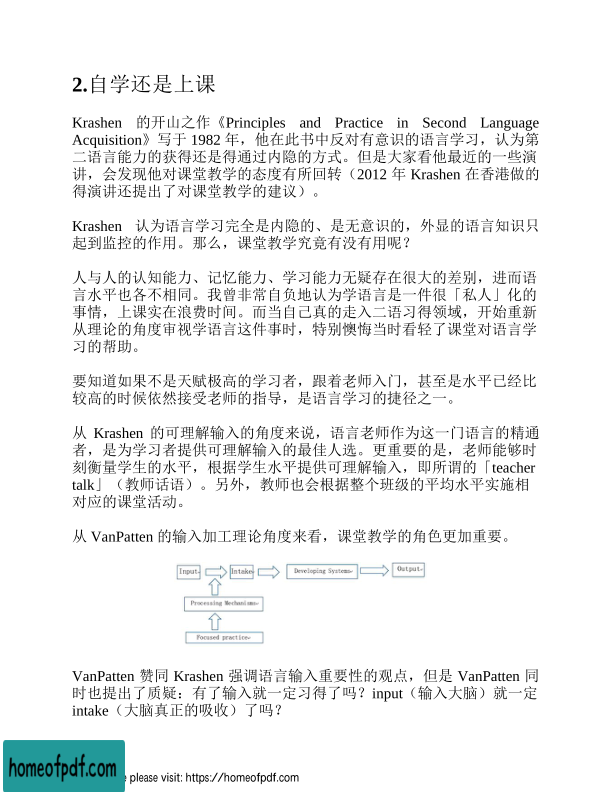 2.自学还是上课
Krashen 的开山之作《Principles and Practice in Second Language
Acquisition》写于 1982 年，他在此书中反对有意识的语言学习，认为第
二语言能力的获得还是得通过内隐的方式。但是大家看他最近的一些演
讲，会发现他对课堂教学的态度有所回转（2012 年 Krashen 在香港做的
得演讲还提出了对课堂教学的建议）。
Krashen 认为语言学习完全是内隐的、是无意识的，外显的语言知识只
起到监控的作用。那么，课堂教学究竟有没有用呢？
人与人的认知能力、记忆能力、学习能力无疑存在很大的差别，进而语
言水平也各不相同。我曾非常自负地认为学语言是一件很「私人」化的
事情，上课实在浪费时间。而当自己真的走入二语习得领域，开始重新
从理论的角度审视学语言这件事时，特别懊悔当时看轻了课堂对语言学
习的帮助。
要知道如果不是天赋极高的学习者，跟着老师入门，甚至是水平已经比
较高的时候依然接受老师的指导，是语言学习的捷径之一。
从 Krashen 的可理解输入的角度来说，语言老师作为这一门语言的精通
者，是为学习者提供可理解输入的最佳人选。更重要的是，老师能够时
刻衡量学生的水平，根据学生水平提供可理解输入，即所谓的「teacher
talk」（教师话语）。另外，教师也会根据整个班级的平均水平实施相
对应的课堂活动。
从 VanPatten 的输入加工理论角度来看，课堂教学的角色更加重要。
Input Intake Developing Systems Output
Processing Mechanisms
Focused practice
VanPatten 赞同 Krashen 强调语言输入重要性的观点，但是 VanPatten 同
时也提出了质疑：有了输入就一定习得了吗？input（输入大脑）就一定
intake（大脑真正的吸收）了吗？
homeofpdf.com
e please visit: https://homeofpdf.com